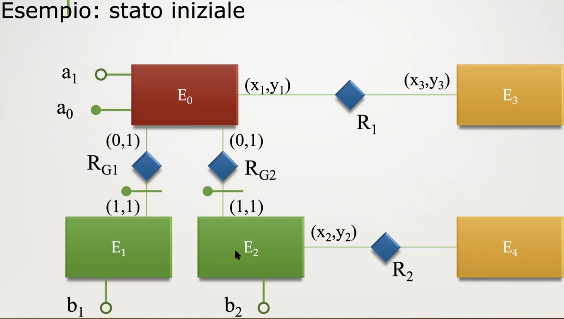 Esempio: stato iniziale
a1
a0
E0
(x1,y1)
(x3,y3)
E3
R1
(0,1)
(0,1)
RG1
RG2
(1,1)
(1,1)
E1
E2
(x2,y2)
E4
R2
b1
b2